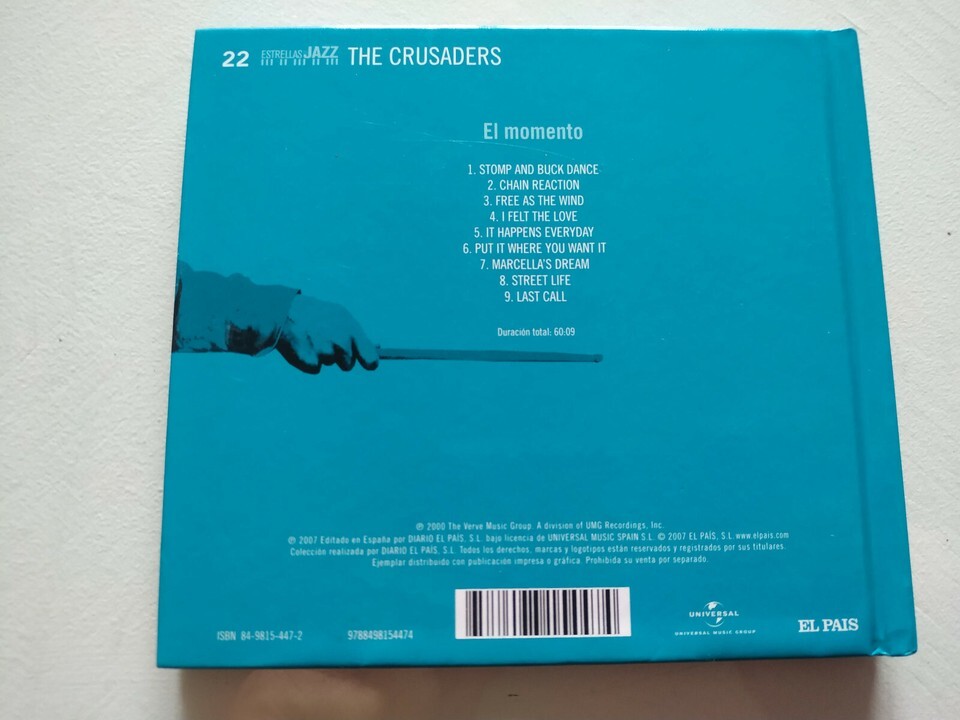 22 ESTRELLAS JAZZ THE CRUSADERS
El momento
1. STOMP AND BUCK DANCE
2. CHAIN REACTION
3. FREE AS THE WIND
4. I FELT THE LOVE
5. IT HAPPENS EVERYDAY
6. PUT IT WHERE YOU WANT IT
7. MARCELLA'S DREAM
8. STREET LIFE
9. LAST CALL
Duración total: 60:09
℗ 2000 The Verve Music Group. A division of UMG Recordings, Inc.
℗ 2007 Editado en España por DIARIO EL PAÍS, S.L. bajo licencia de UNIVERSAL MUSIC SPAIN S.L. © 2007 EL PAÍS, S.L. www.elpais.com
Colección realizada por DIARIO EL PAÍS, S.L. Todos los derechos, marcas y logotipos están reservados y registrados por sus titulares.
Ejemplar distribuido con publicación impresa o gráfica. Prohibida su venta por separado.
ISBN 84-9815-447-2 9788498154474
UNIVERSAL
UNIVERSAL MUSIC GROUP
EL PAIS